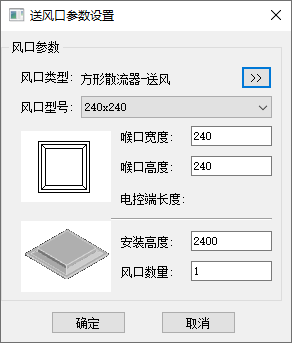 送风口参数设置
风口参数
风口类型: 方形散流器-送风 >>
风口型号: 240x240
喉口宽度: 240
喉口高度: 240
电控端长度:
安装高度: 2400
风口数量: 1
确定 取消